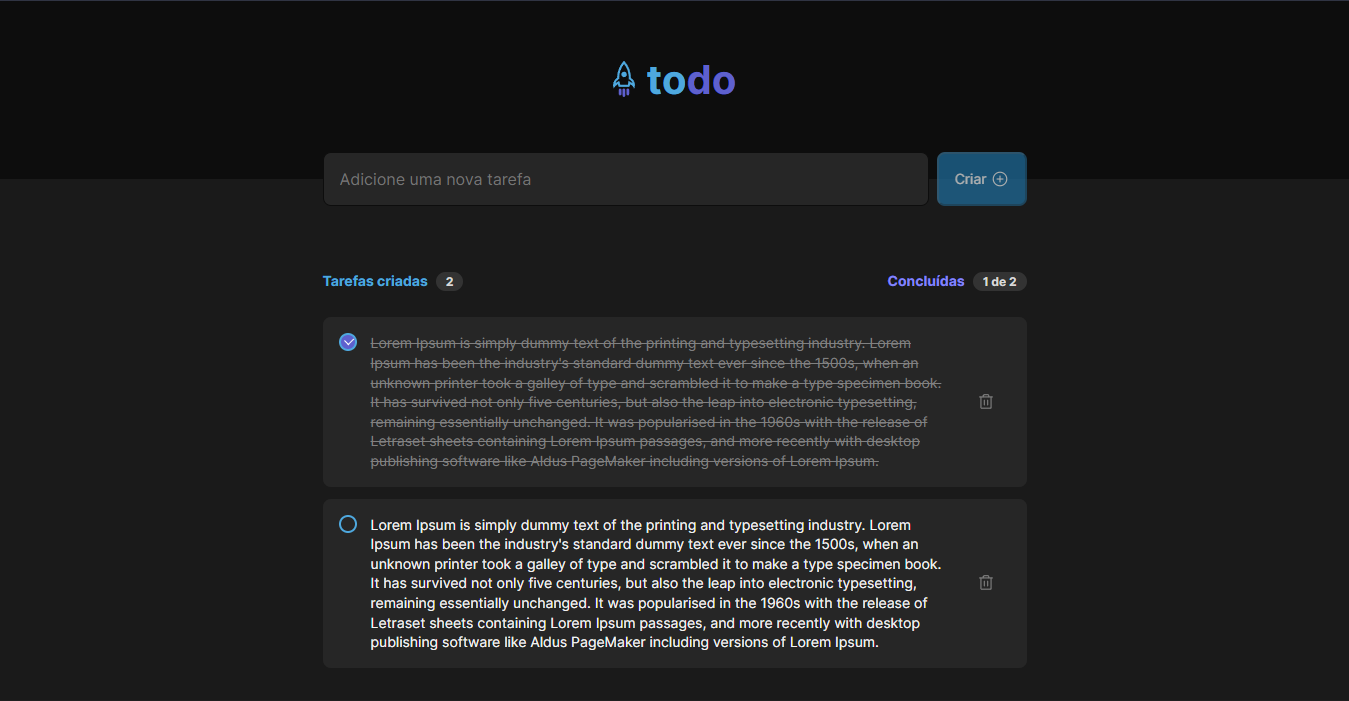 todo
Adicione uma nova tarefa
Criar
Tarefas criadas 2
Concluídas 1 de 2
Lorem Ipsum is simply dummy text of the printing and typesetting industry. Lorem
Ipsum has been the industry's standard dummy text ever since the 1500s, when an
unknown printer took a galley of type and scrambled it to make a type specimen book.
It has survived not only five centuries, but also the leap into electronic typesetting,
remaining essentially unchanged. It was popularised in the 1960s with the release of
Letraset sheets containing Lorem Ipsum passages, and more recently with desktop
publishing software like Aldus PageMaker including versions of Lorem Ipsum.
Lorem Ipsum is simply dummy text of the printing and typesetting industry. Lorem
Ipsum has been the industry's standard dummy text ever since the 1500s, when an
unknown printer took a galley of type and scrambled it to make a type specimen book.
It has survived not only five centuries, but also the leap into electronic typesetting,
remaining essentially unchanged. It was popularised in the 1960s with the release of
Letraset sheets containing Lorem Ipsum passages, and more recently with desktop
publishing software like Aldus PageMaker including versions of Lorem Ipsum.